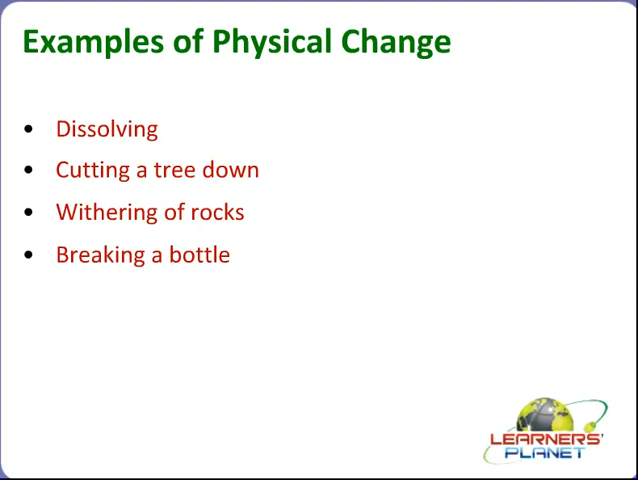 Examples of Physical Change
• Dissolving
• Cutting a tree down
• Withering of rocks
• Breaking a bottle
LEARNERS'
PLANET